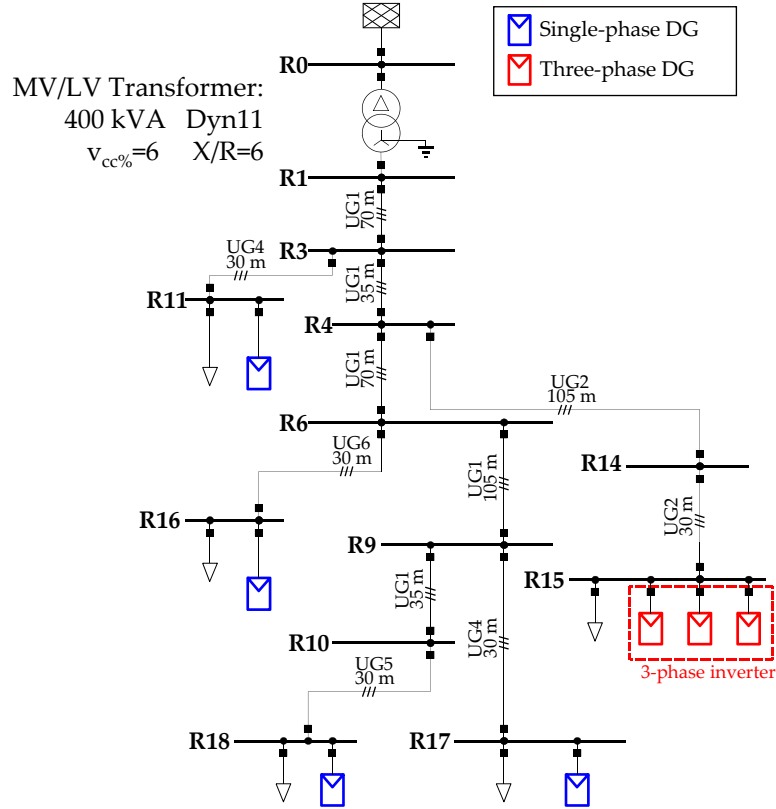 Single-phase DG
Three-phase DG
R0
MV/LV Transformer:
400 kVA Dyn11
vcc%=6 X/R=6
R1
UG1
70 m
R3
UG4
30 m
UG1
35 m
R11
R4
UG1
70 m
UG2
105 m
R6
UG6
30 m
UG1
105 m
R14
UG2
30 m
R16
R9
R15
UG1
35 m
UG4
30 m
R10
3-phase inverter
UG5
30 m
R18
R17